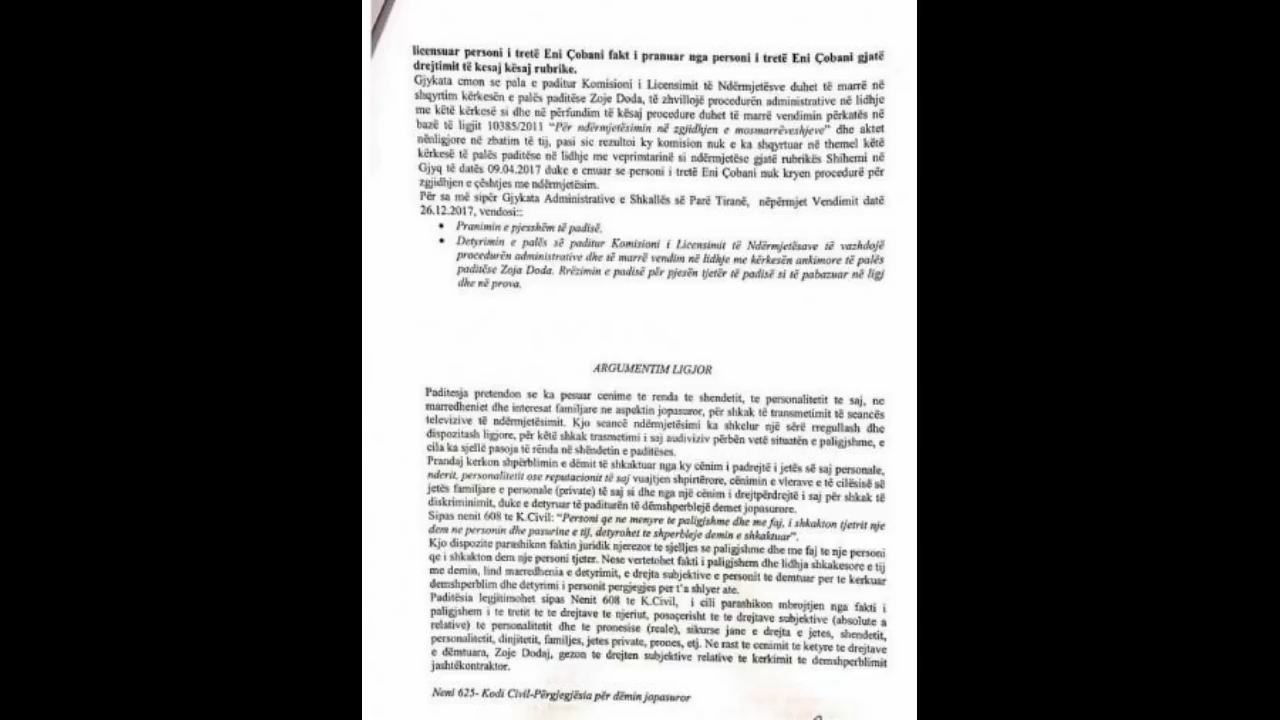 licensuar personi i tretë Eni Çobani fakt i pranuar nga personi i tretë Eni Çobani gjatë
drejtimit të kesaj kësaj rubrike.
Gjykata çmon se pala e paditur Komisioni i Licensimit të Ndërmjetësve duhet të marrë në
shqyrtim kërkesën e palës paditëse Zoje Doda, të zhvillojë procedurën administrative në lidhje
me këtë kërkesë si dhe në përfundim të kësaj procedure duhet të marrë vendimin përkatës në
bazë të ligjit 10385/2011 “Për ndërmjetësimin në zgjidhjen e mosmarrëveshjeve” dhe aktet
nënligjore në zbatim të tij, pasi sic rezultoi ky komision nuk e ka shqyrtuar në themel këtë
kërkesë të palës paditëse në lidhje me veprimtarinë si ndërmjetëse gjatë rubrikës Shihemi në
Gjyq të datës 09.04.2017 duke e çmuar se personi i tretë Eni Çobani nuk kryen procedurë për
zgjidhjen e çështjes me ndërmjetësim.
Për sa më sipër Gjykata Administrative e Shkallës së Parë Tiranë, nëpërmjet Vendimit datë
26.12.2017, vendosi::
• Pranimin e pjesshëm të padisë.
• Detyrimin e palës së paditur Komisioni i Licensimit të Ndërmjetësave të vazhdojë
procedurën administrative dhe të marrë vendim në lidhje me kërkesën ankimore të palës
paditëse Zoja Doda. Rrëzimin e padisë për pjesën tjetër të padisë si të pabazuar në ligj
dhe në prova.
ARGUMENTIM LIGJOR
Paditesja pretendon se ka pesuar cenime te renda te shendetit, te personalitetit te saj, ne
marredheniet dhe interesat familjare ne aspektin jopasuror, për shkak të transmetimit të seancës
televizive të ndërmjetësimit. Kjo seancë ndërmjetësimi ka shkelur një sërë rregullash dhe
dispozitash ligjore, për këtë shkak trasmetimi i saj audiviziv përbën vetë situatën e paligjshme, e
cila ka sjellë pasoja të rënda në shëndetin e paditëses.
Prandaj kerkon shpërblimin e dëmit të shkaktuar nga ky cënim i padrejtë i jetës së saj personale,
nderit, personalitetit ose reputacionit të saj vuajtjen shpirtërore, cënimin e vlerave e të cilësisë së
jetës familjare e personale (private) të saj si dhe nga një cënim i drejtpërdrejtë i saj për shkak të
diskriminimit, duke e detyruar të paditurën të dëmshperblejë demet jopasurore.
Sipas nenit 608 te K.Civil: “Personi qe ne menyre te paligjshme dhe me faj, i shkakton tjetrit nje
dem ne personin dhe pasurine e tij, detyrohet te shperbleje demin e shkaktuar”.
Kjo dispozite parashikon faktin juridik njerezor te sjelljes se paligjshme dhe me faj te nje personi
qe i shkakton dem nje personi tjeter. Nese vertetohet fakti i paligjshem dhe lidhja shkakesore e tij
me demin, lind marredhenia e detyrimit, e drejta subjektive e personit te demtuar per te kerkuar
demshperblim dhe detyrimi i personit pergjegjes per t’a shlyer ate.
Paditësia legjitimohet sipas Nenit 608 te K.Civil, i cili parashikon mbrojtjen nga fakti i
paligjshem i te tretit te te drejtave te njeriut, posaçerisht te te drejtave subjektive (absolute a
relative) te personalitetit dhe te pronesise (reale), sikurse jane e drejta e jetes, shendetit,
personalitetit, dinjitetit, familjes, jetes private, prones, etj. Ne rast te cenimit te ketyre te drejtave
e dëmtuara, Zoje Dodaj, gezon te drejten subjektive relative te kerkimit te demshperblimit
jashtëkontraktor.
Neni 625- Kodi Civil-Përgjegjësia për dëmin jopasuror